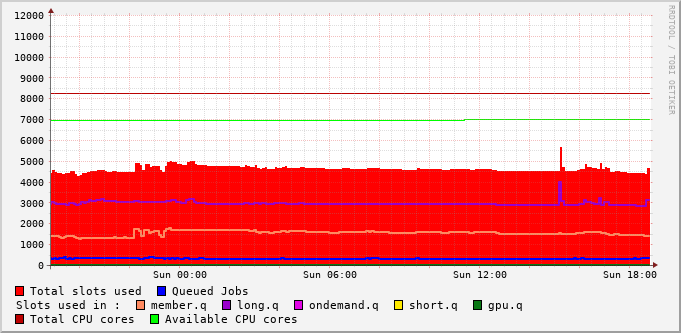 RRDTOOL / TOBI OETIKER
12000
11000
10000
9000
8000
7000
6000
5000
4000
3000
2000
1000
0
Sun 00:00 Sun 06:00 Sun 12:00 Sun 18:00
Total slots used Queued Jobs
Slots used in : member.q long.q ondemand.q short.q gpu.q
Total CPU cores Available CPU cores